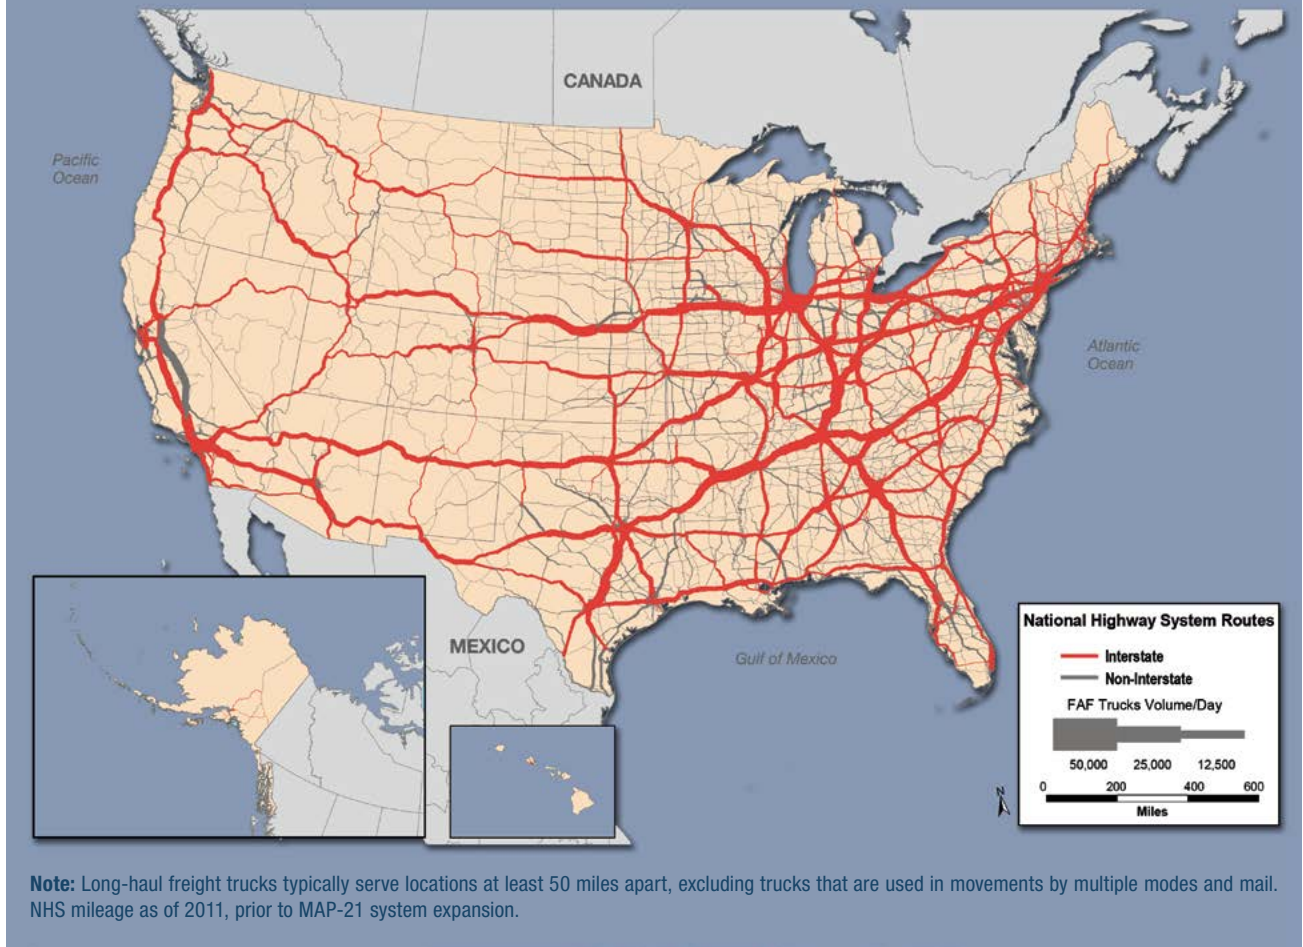 CANADA
Pacific
Ocean
Atlantic
Ocean
MEXICO
Gulf of Mexico
National Highway System Routes
Interstate
Non-Interstate
FAF Trucks Volume/Day
50,000 25,000 12,500
0 200 400 600
Miles
N
Note: Long-haul freight trucks typically serve locations at least 50 miles apart, excluding trucks that are used in movements by multiple modes and mail.
NHS mileage as of 2011, prior to MAP-21 system expansion.